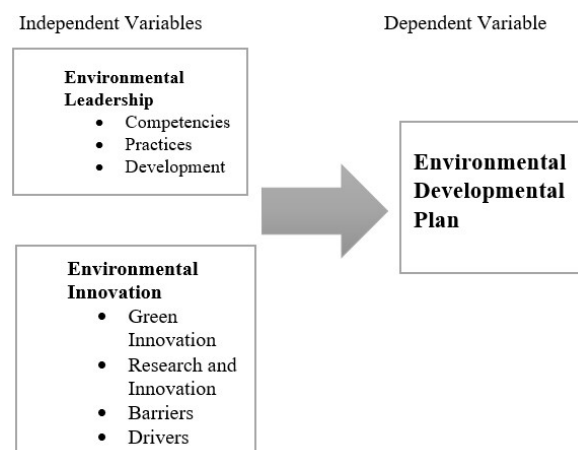 Independent Variables
Dependent Variable
Environmental
Leadership
• Competencies
• Practices
• Development
Environmental
Developmental
Plan
Environmental
Innovation
• Green
Innovation
• Research and
Innovation
• Barriers
• Drivers